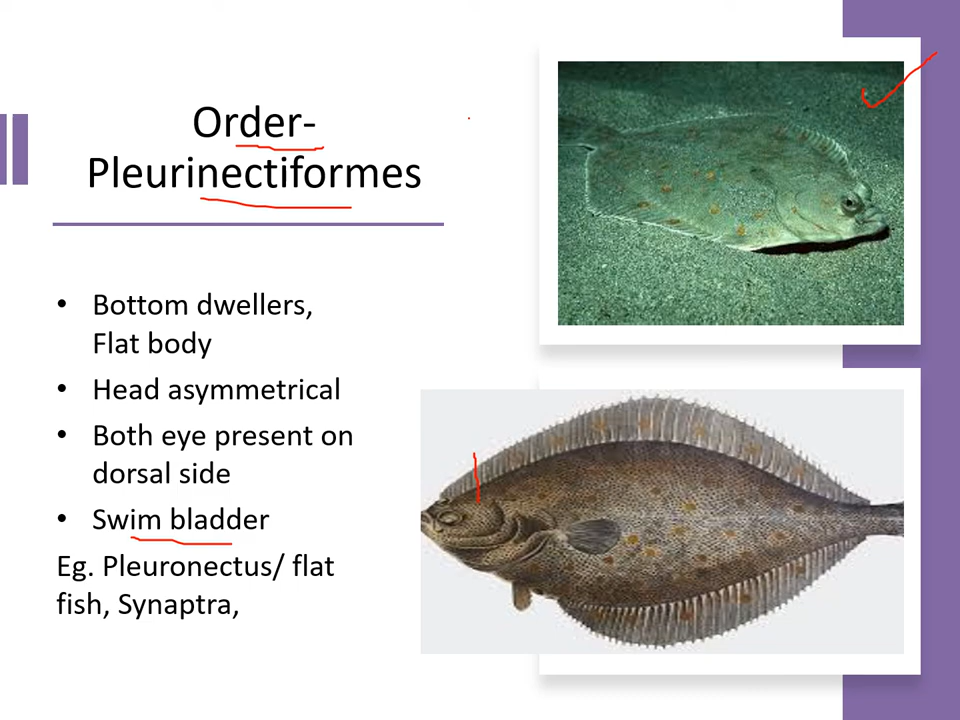 Order-
Pleurinectiformes
• Bottom dwellers,
Flat body
• Head asymmetrical
• Both eye present on
dorsal side
• Swim bladder
Eg. Pleuronectus/ flat
fish, Synaptra,